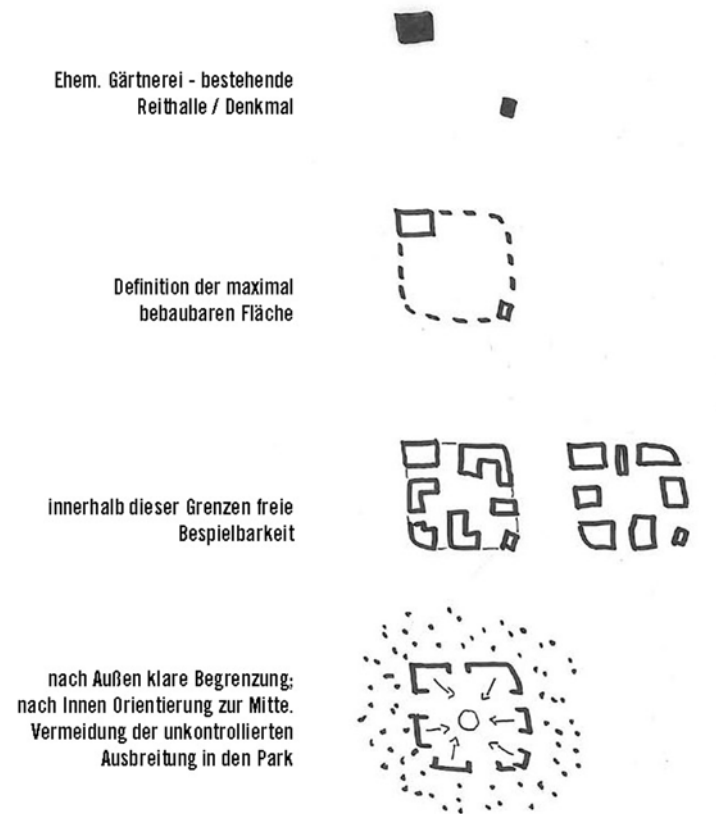 Ehem. Gärtnerei - bestehende
Reithalle / Denkmal
Definition der maximal
bebaubaren Fläche
innerhalb dieser Grenzen freie
Bespielbarkeit
nach Außen klare Begrenzung;
nach Innen Orientierung zur Mitte.
Vermeidung der unkontrollierten
Ausbreitung in den Park